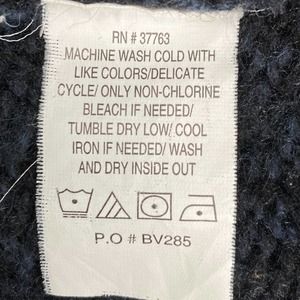 RN # 37763
MACHINE WASH COLD WITH
LIKE COLORS/DELICATE
CYCLE/ ONLY NON-CHLORINE
BLEACH IF NEEDED/
TUMBLE DRY LOW/ COOL
IRON IF NEEDED/ WASH
AND DRY INSIDE OUT
P.O # BV285